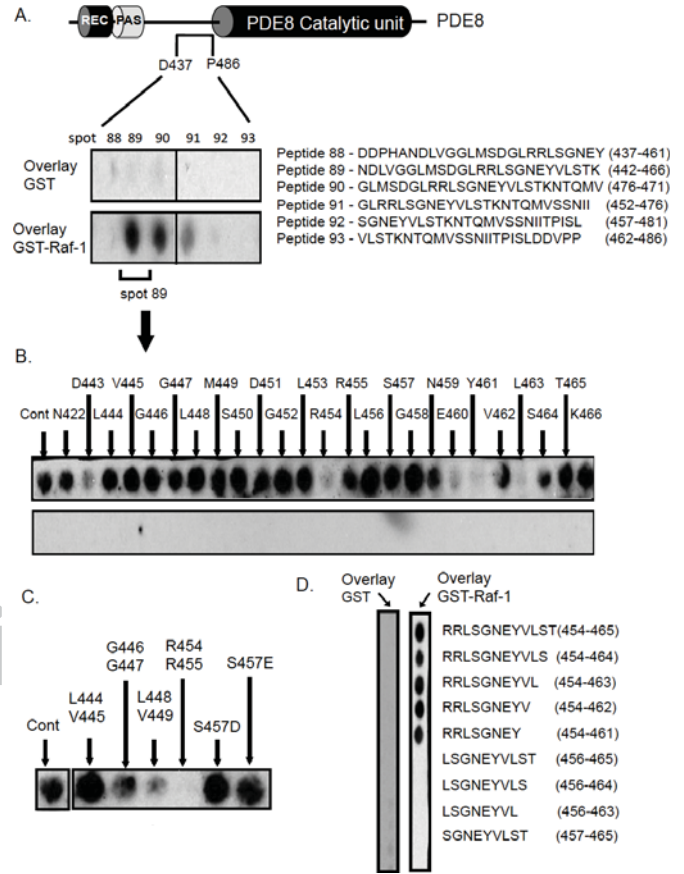 A.
REC PAS PDE8 Catalytic unit PDE8
D437 P486
spot 88 89 90 91 92 93
Overlay GST
Overlay GST-Raf-1
Peptide 88 - DDPHANDLVGGLMSDGLRRLSGNEY (437-461)
Peptide 89 - NDLVGGLMSDGLRRLSGNEYVLSTK (442-466)
Peptide 90 - GLMSDGLRRLSGNEYVLSTKNTQMV (476-471)
Peptide 91 - GLRRLSGNEYVLSTKNTQMVSSNII (452-476)
Peptide 92 - SGNEYVLSTKNTQMVSSNIITPISL (457-481)
Peptide 93 - VLSTKNTQMVSSNIITPISLDDVPP (462-486)
spot 89
B.
D443 V445 G447 M449 D451 L453 R455 S457 N459 Y461 L463 T465
Cont N422 L444 G446 L448 S450 G452 R454 L456 G458 E460 V462 S464 K466
C.
G446 R454
G447 R455 S457E
L444 L448
V445 V449
Cont S457D
D.
Overlay GST
Overlay GST-Raf-1
RRLSGNEYVLST(454-465)
RRLSGNEYVLS (454-464)
RRLSGNEYVL (454-463)
RRLSGNEYV (454-462)
RRLSGNEY (454-461)
LSGNEYVLST (456-465)
LSGNEYVLS (456-464)
LSGNEYVL (456-463)
SGNEYVLST (457-465)